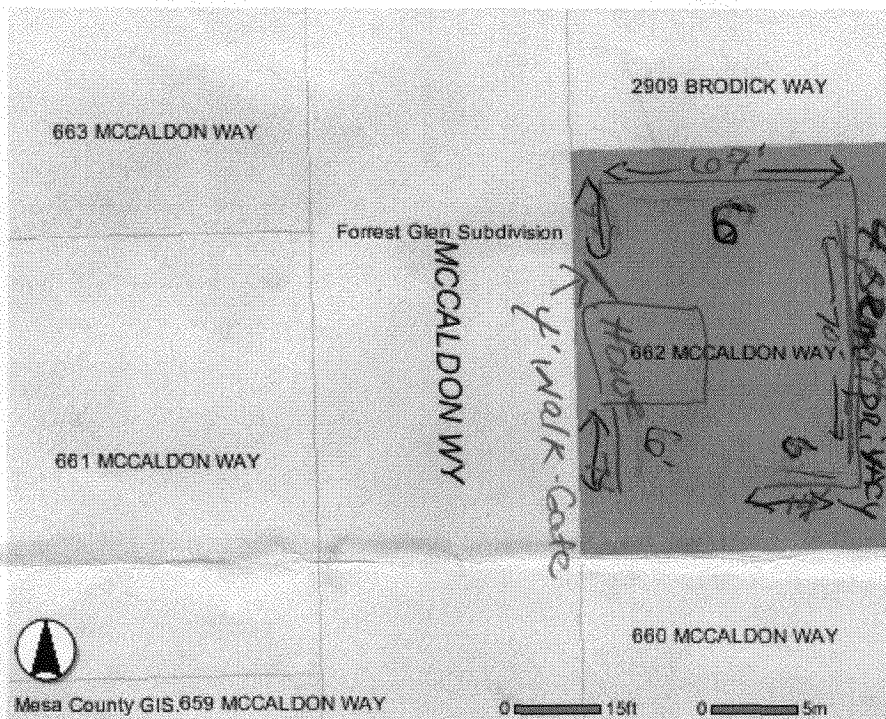 2909 BRODICK WAY
663 MCCALDON WAY
67'
6
Forrest Glen Subdivision
MCCALDON WY
4' Walk-Gate
HOUSE
662 MCCALDON WAY
70'
6'
6
661 MCCALDON WAY
660 MCCALDON WAY
Mesa County GIS.
659 MCCALDON WAY
0 15ft
0 5m